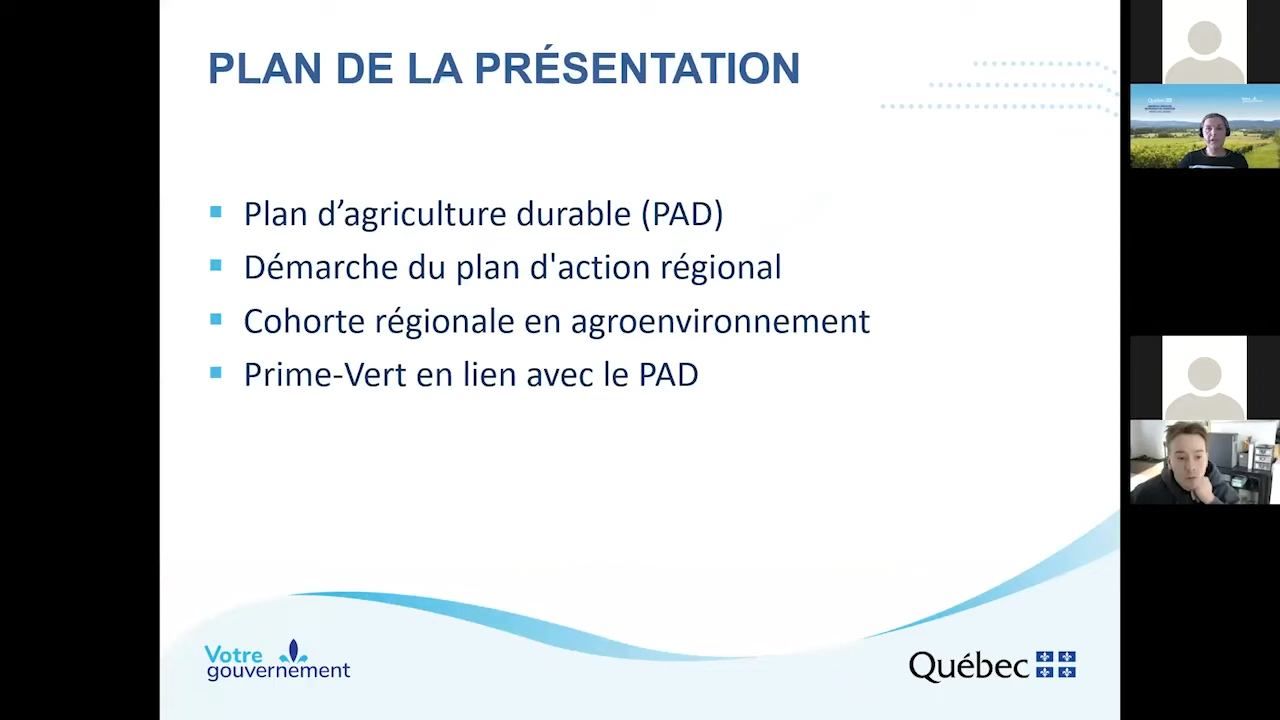 PLAN DE LA PRÉSENTATION
Plan d’agriculture durable (PAD)
Démarche du plan d'action régional
Cohorte régionale en agroenvironnement
Prime-Vert en lien avec le PAD
Votre
gouvernement
Québec
Québec